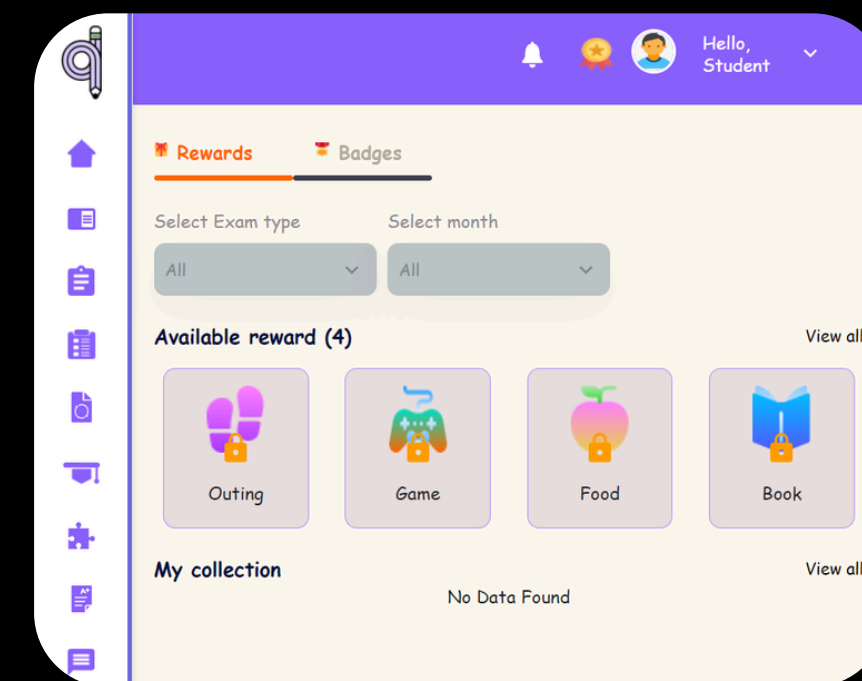 Hello,
Student
Rewards
Badges
Select Exam type
Select month
All
All
Available reward (4)
View all
Outing
Game
Food
Book
My collection
View all
No Data Found